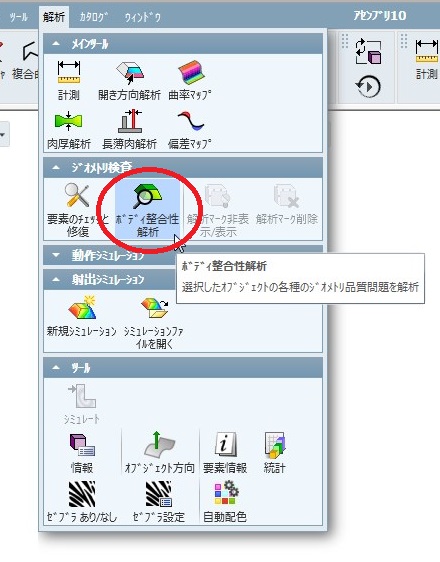 ﾂｰﾙ 解析 ｶﾀﾛｸﾞ ｳｨﾝﾄﾞｳ ｱｾﾝﾌﾞﾘ10
ﾒｲﾝﾂｰﾙ
計測 開き方向解析 曲率ﾏｯﾌﾟ
肉厚解析 長薄肉解析 偏差ﾏｯﾌﾟ
複合曲
計測
ｼﾞｵﾒﾄﾘ検査
要素のﾁｪｯｸと
修復
ﾎﾞﾃﾞｨ整合性
解析
解析ﾏｰｸ非表
示/表示
解析ﾏｰｸ削除
動作ｼﾐｭﾚｰｼｮﾝ
ﾎﾞﾃﾞｨ整合性解析
選択したｵﾌﾞｼﾞｪｸﾄの各種のｼﾞｵﾒﾄﾘ品質問題を解析
射出ｼﾐｭﾚｰｼｮﾝ
新規ｼﾐｭﾚｰｼｮﾝ
ｼﾐｭﾚｰｼｮﾝﾌｧ
ｲﾙを開く
ﾂｰﾙ
ｼﾐｭﾚｰﾄ
情報 ｵﾌﾞｼﾞｪｸﾄ方向 要素情報 統計
ｾﾞﾌﾞﾗ あり/なし ｾﾞﾌﾞﾗ設定 自動配色